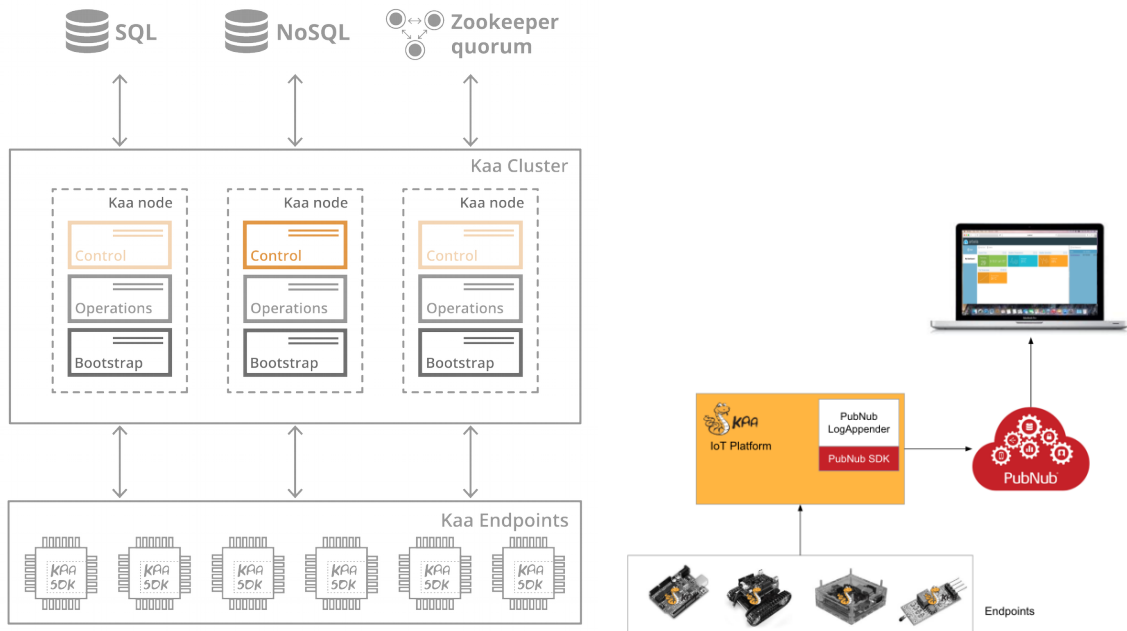 SQL
NoSQL
Zookeeper
quorum
Kaa Cluster
Kaa node
Control
Operations
Bootstrap
Kaa node
Control
Operations
Bootstrap
Kaa node
Control
Operations
Bootstrap
Kaa Endpoints
KAA
SDK
KAA
SDK
KAA
SDK
KAA
SDK
KAA
SDK
KAA
SDK
KAA
IoT Platform
PubNub
LogAppender
PubNub SDK
PubNub
Endpoints